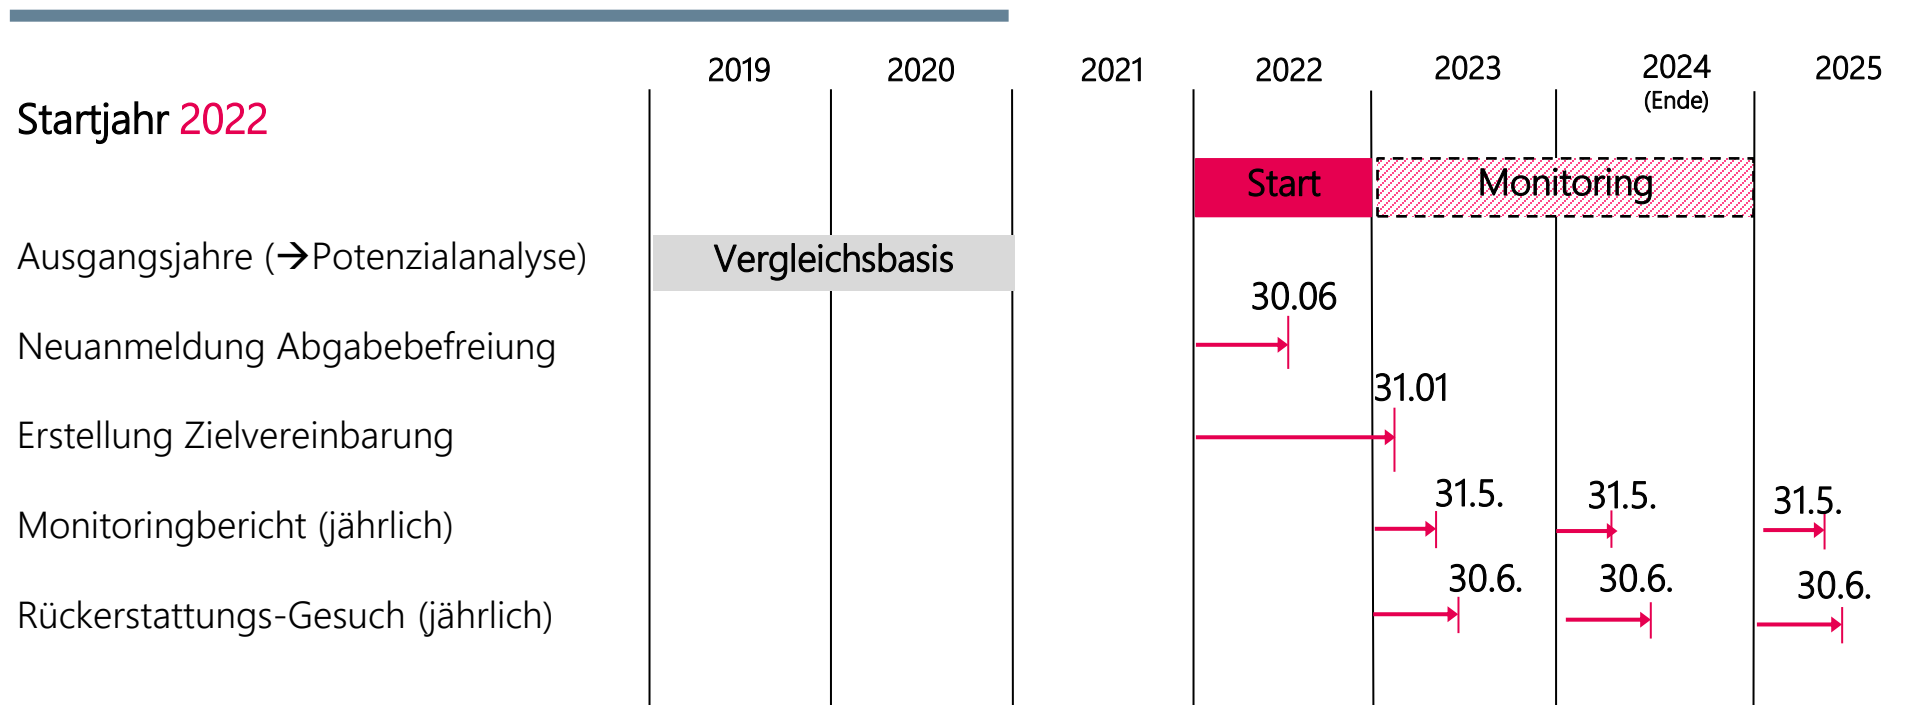 2019 2020 2021 2022 2023 2024 2025
(Ende)
Startjahr 2022
Start Monitoring
Ausgangsjahre (→Potenzialanalyse) Vergleichsbasis
30.06
Neuanmeldung Abgabebefreiung
31.01
Erstellung Zielvereinbarung
31.5. 31.5. 31.5.
Monitoringbericht (jährlich)
30.6. 30.6. 30.6.
Rückerstattungs-Gesuch (jährlich)